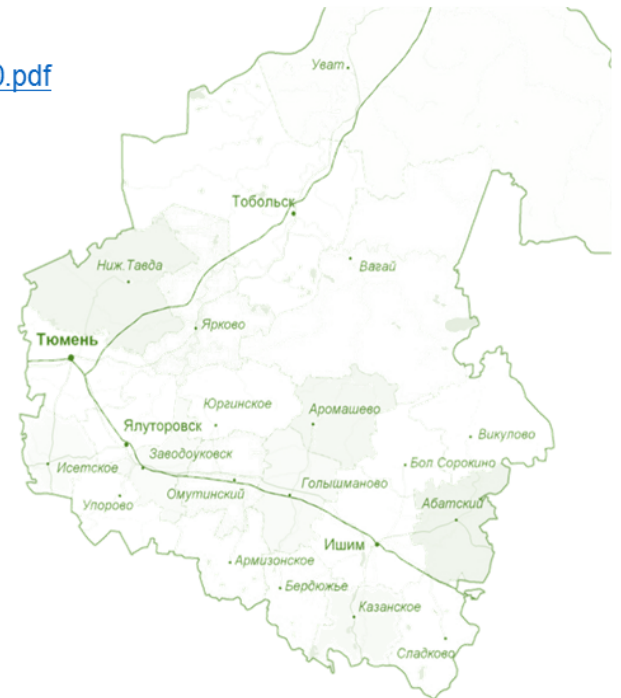 Уват
0.pdf
Тобольск
Ниж.Тавда
Вагай
Ярково
Тюмень
Юргинское
Аромашево
Ялуторовск
Викулово
Заводоуковск
Бол Сорокино
Исетское
Голышманово
Омутинский
Абатский
Упорово
Ишим
Армизонское
Бердюжье
Казанское
Сладково